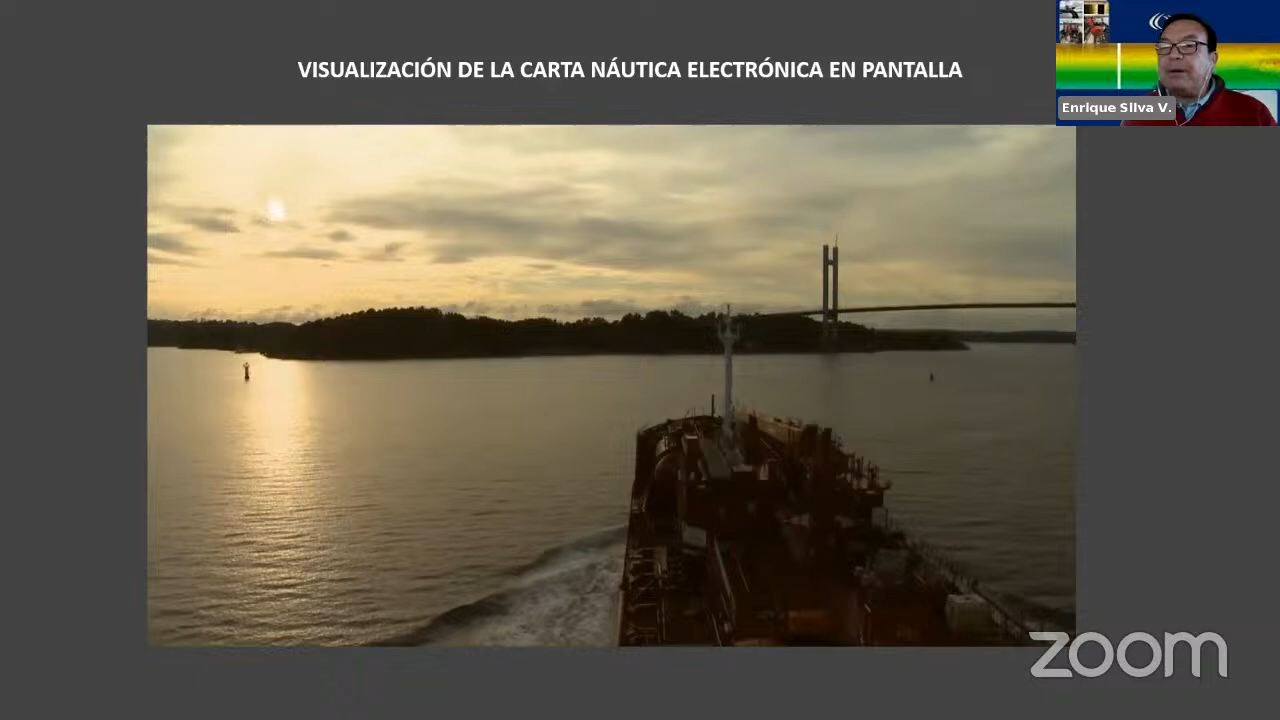 VISUALIZACIÓN DE LA CARTA NÁUTICA ELECTRÓNICA EN PANTALLA
Enrique Silva V.
zoom